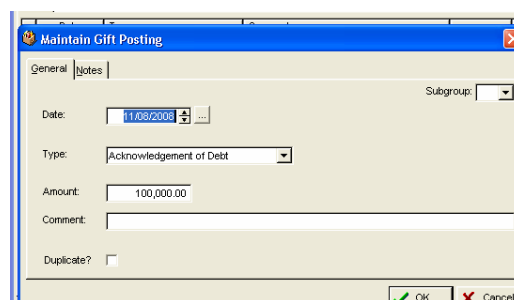 Maintain Gift Posting
General Notes
Subgroup:
Date: 11/08/2008 ...
Type: Acknowledgement of Debt
Amount: 100,000.00
Comment:
Duplicate?
OK Cancel